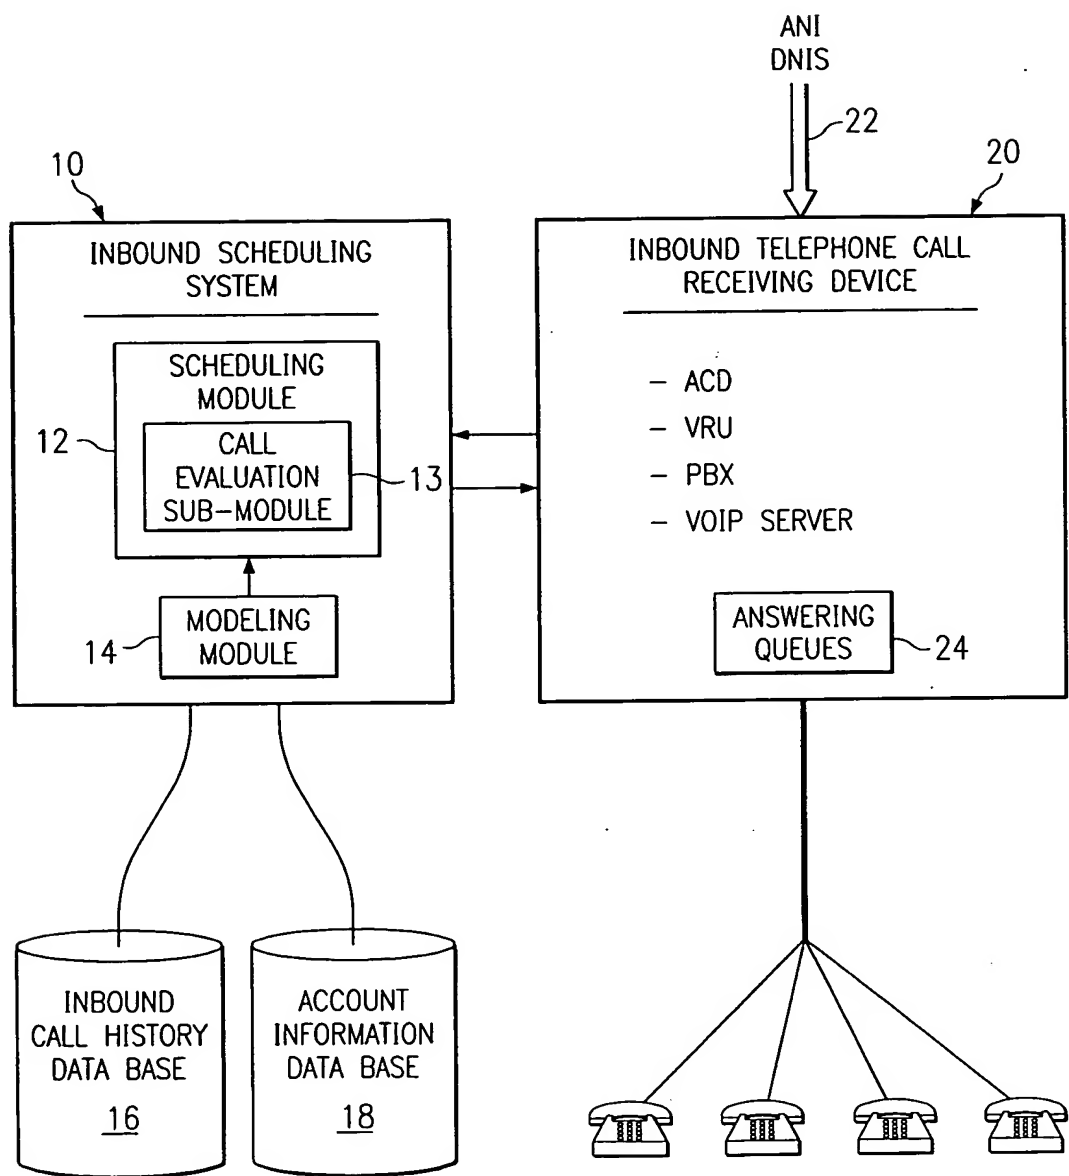 ANI
DNIS
22
10
20
INBOUND SCHEDULING
SYSTEM
SCHEDULING
MODULE
12
CALL
EVALUATION
SUB-MODULE
13
MODELING
MODULE
14
INBOUND TELEPHONE CALL
RECEIVING DEVICE
- ACD
- VRU
- PBX
- VOIP SERVER
ANSWERING
QUEUES
24
INBOUND
CALL HISTORY
DATA BASE
16
ACCOUNT
INFORMATION
DATA BASE
18